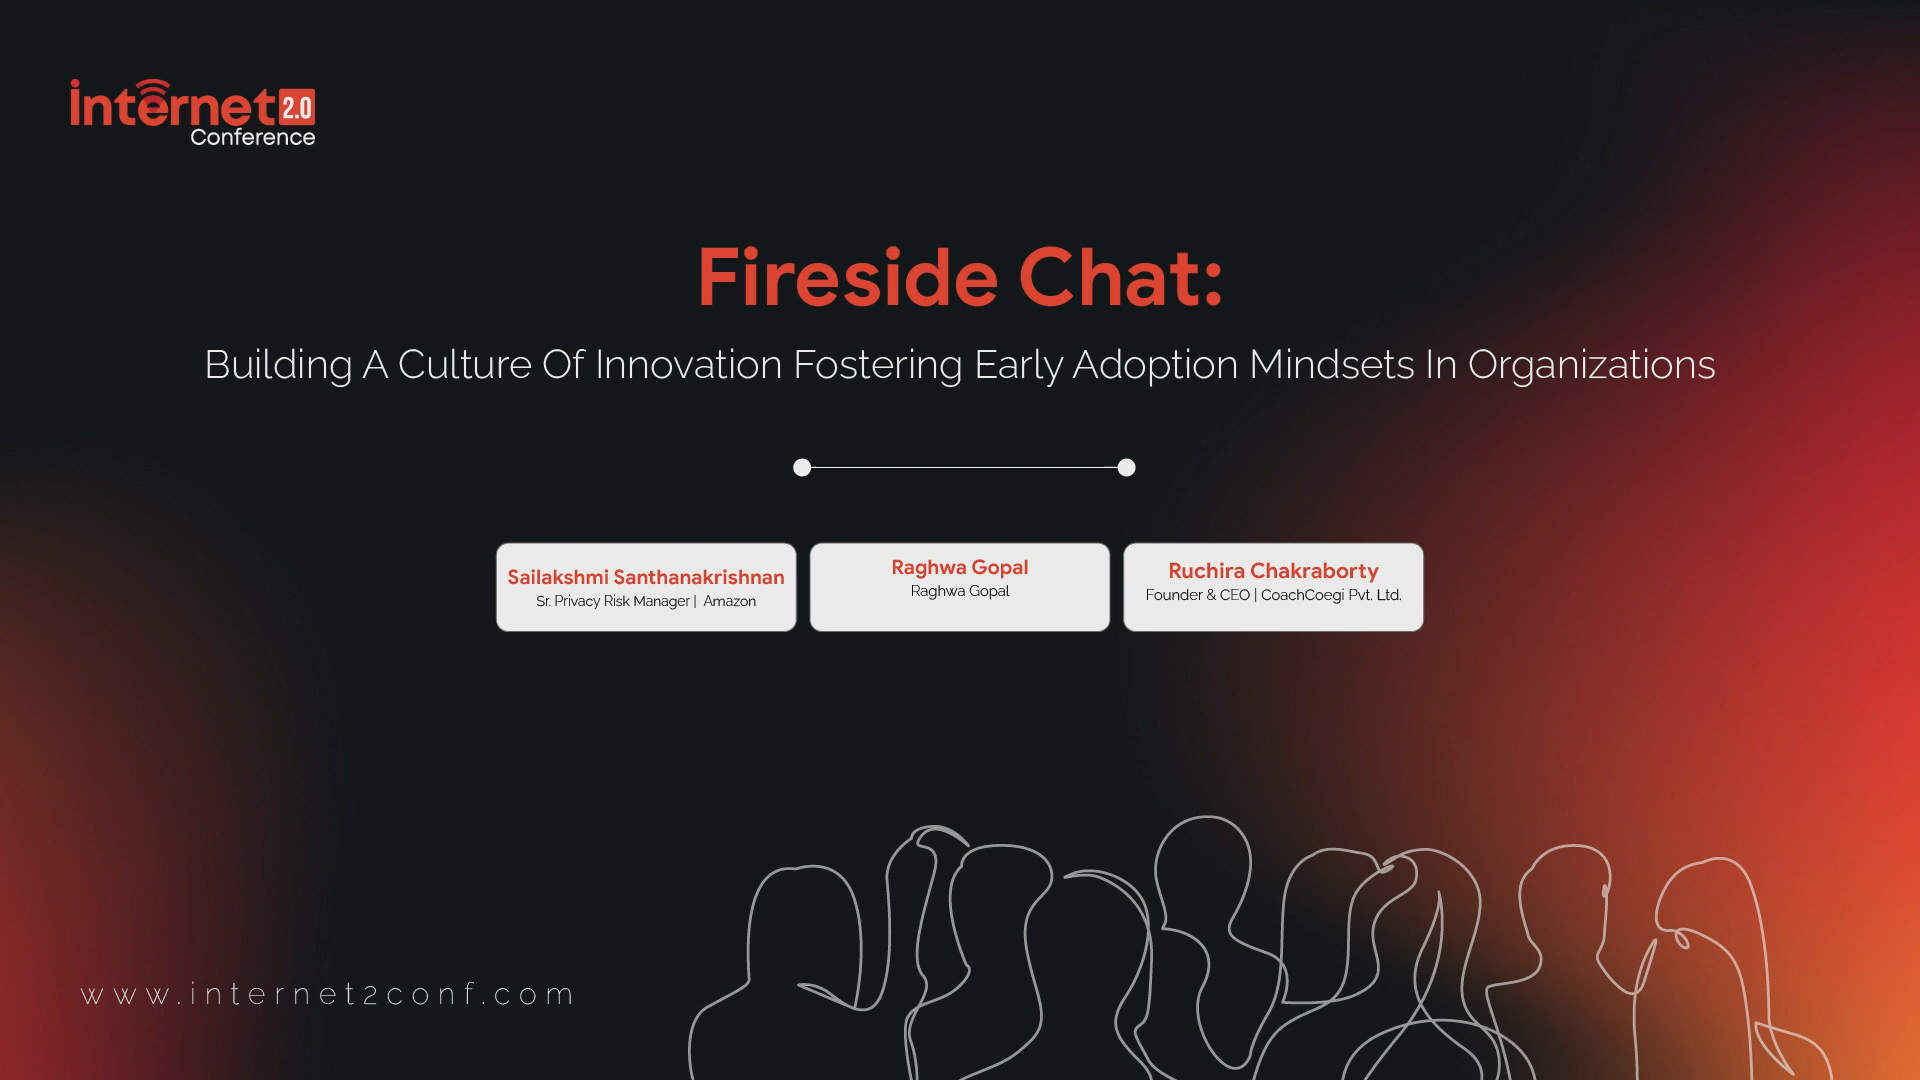 internet 2.0
Conference
Fireside Chat:
Building A Culture Of Innovation Fostering Early Adoption Mindsets In Organizations
Sailakshmi Santhanakrishnan
Sr. Privacy Risk Manager | Amazon
Raghwa Gopal
Raghwa Gopal
Ruchira Chakraborty
Founder & CEO | CoachCoegi Pvt. Ltd.
www.internet2conf.com